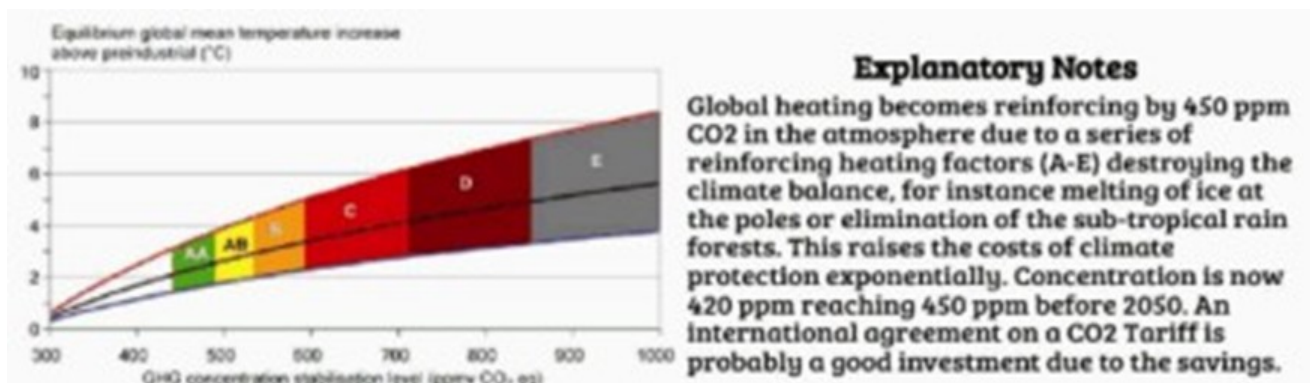 Equilibrium global mean temperature increase
above preindustrial (°C)
10
8
6
4
2
0
AA
AB
B
C
D
E
300 400 500 600 700 800 900 1000
GHG concentration stabilisation level (ppmv CO₂ eq)
Explanatory Notes
Global heating becomes reinforcing by 450 ppm
CO2 in the atmosphere due to a series of
reinforcing heating factors (A-E) destroying the
climate balance, for instance melting of ice at
the poles or elimination of the sub-tropical rain
forests. This raises the costs of climate
protection exponentially. Concentration is now
420 ppm reaching 450 ppm before 2050. An
international agreement on a CO2 Tariff is
probably a good investment due to the savings.